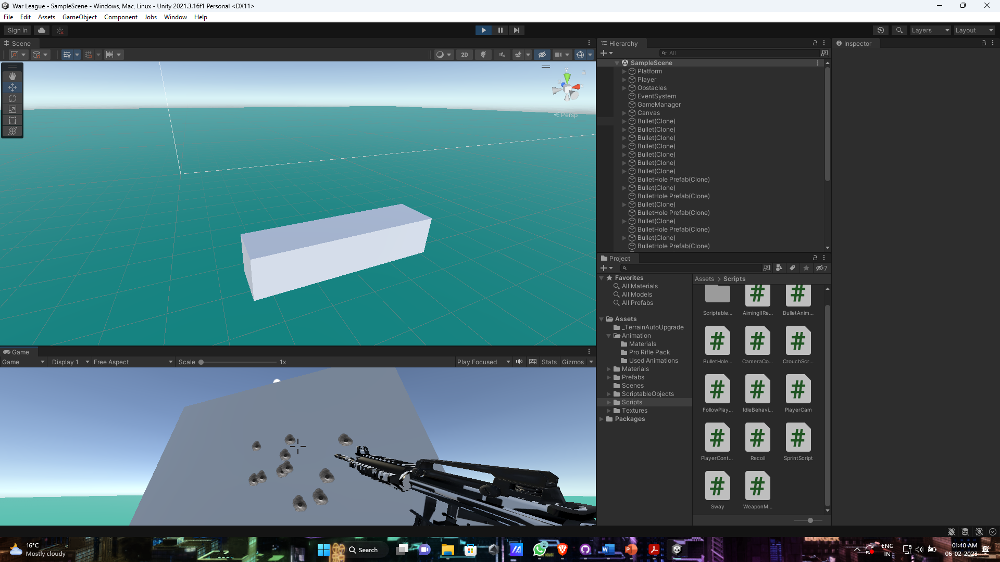 War League - SampleScene - Windows, Mac, Linux - Unity 2021.3.16f1 Personal <DX11>
File Edit Assets GameObject Component Jobs Window Help
Sign in
Layers
Layout
Scene
2D
y
Persp
Hierarchy
All
SampleScene
Platform
Player
Obstacles
EventSystem
GameManager
Canvas
Bullet(Clone)
Bullet(Clone)
Bullet(Clone)
Bullet(Clone)
Bullet(Clone)
Bullet(Clone)
Bullet(Clone)
BulletHole Prefab(Clone)
Bullet(Clone)
BulletHole Prefab(Clone)
Bullet(Clone)
BulletHole Prefab(Clone)
Bullet(Clone)
BulletHole Prefab(Clone)
Bullet(Clone)
BulletHole Prefab(Clone)
Inspector
Project
7
Favorites
All Materials
All Models
All Prefabs
Assets
_TerrainAutoUpgrade
Animation
Materials
Pro Rifle Pack
Used Animations
Materials
Prefabs
Scenes
ScriptableObjects
Scripts
Textures
Packages
Assets > Scripts
Scriptable... AimingIIRe... BulletAnim...
BulletHole... CameraCo... CrouchScr...
FollowPlay... IdleBehavi... PlayerCam
PlayerCont... Recoil SprintScript
Sway WeaponM...
Game
Game Display 1 Free Aspect Scale 1x Play Focused Stats Gizmos
16°C
Mostly cloudy
Search
2
ENG
IN
01:40 AM
06-02-2023